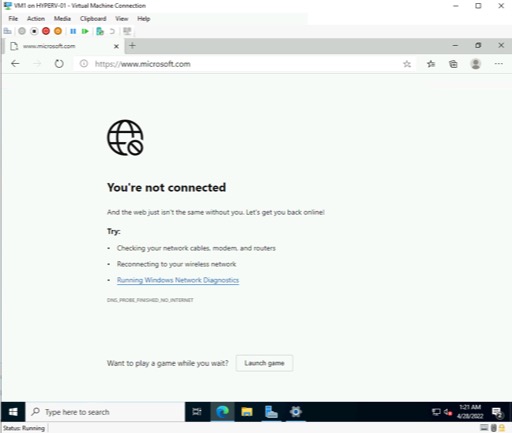 VM1 on HYPERV-01 - Virtual Machine Connection
File Action Media Clipboard View Help
www.microsoft.com
https://www.microsoft.com
You're not connected
And the web just isn't the same without you. Let's get you back online!
Try:
• Checking your network cables, modem, and routers
• Reconnecting to your wireless network
• Running Windows Network Diagnostics
DNS_PROBE_FINISHED_NO_INTERNET
Want to play a game while you wait? Launch game
Type here to search
1:21 AM
4/28/2022
Status: Running